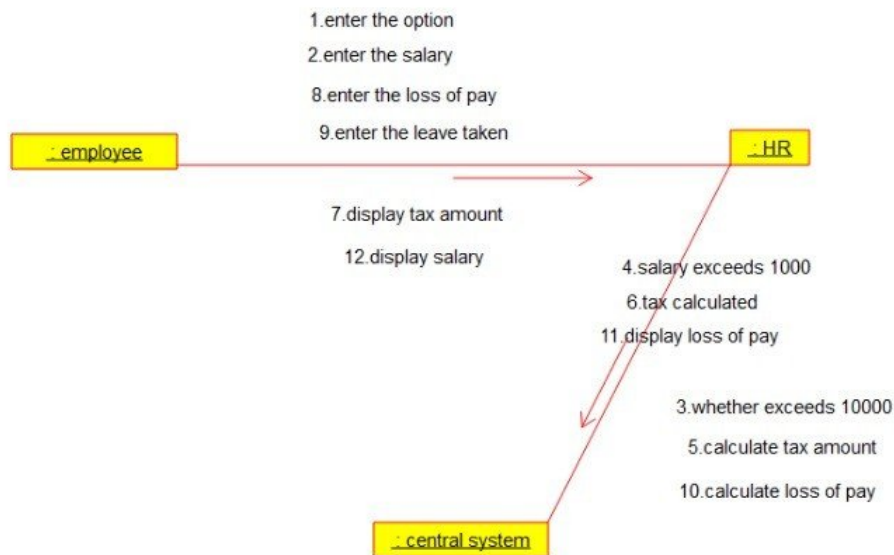 1.enter the option
2.enter the salary
8.enter the loss of pay
9.enter the leave taken
: employee
: HR
7.display tax amount
12.display salary
4.salary exceeds 1000
6.tax calculated
11.display loss of pay
3.whether exceeds 10000
5.calculate tax amount
10.calculate loss of pay
: central system